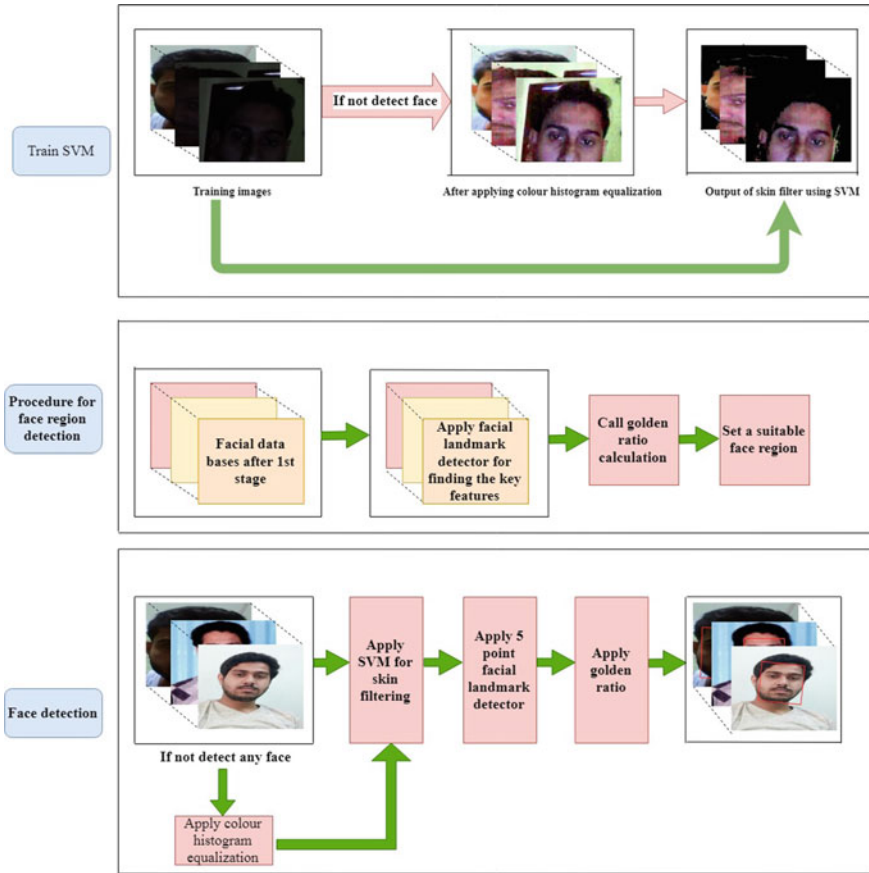 If not detect face
Train SVM
Training images
After applying colour histogram equalization
Output of skin filter using SVM
Procedure for
face region
detection
Facial data
bases after 1st
stage
Apply facial
landmark
detector for
finding the key
features
Call golden
ratio
calculation
Set a suitable
face region
Face detection
Apply
SVM for
skin
filtering
Apply 5
point
facial
landmark
detector
Apply
golden
ratio
If not detect any face
Apply colour
histogram
equalization